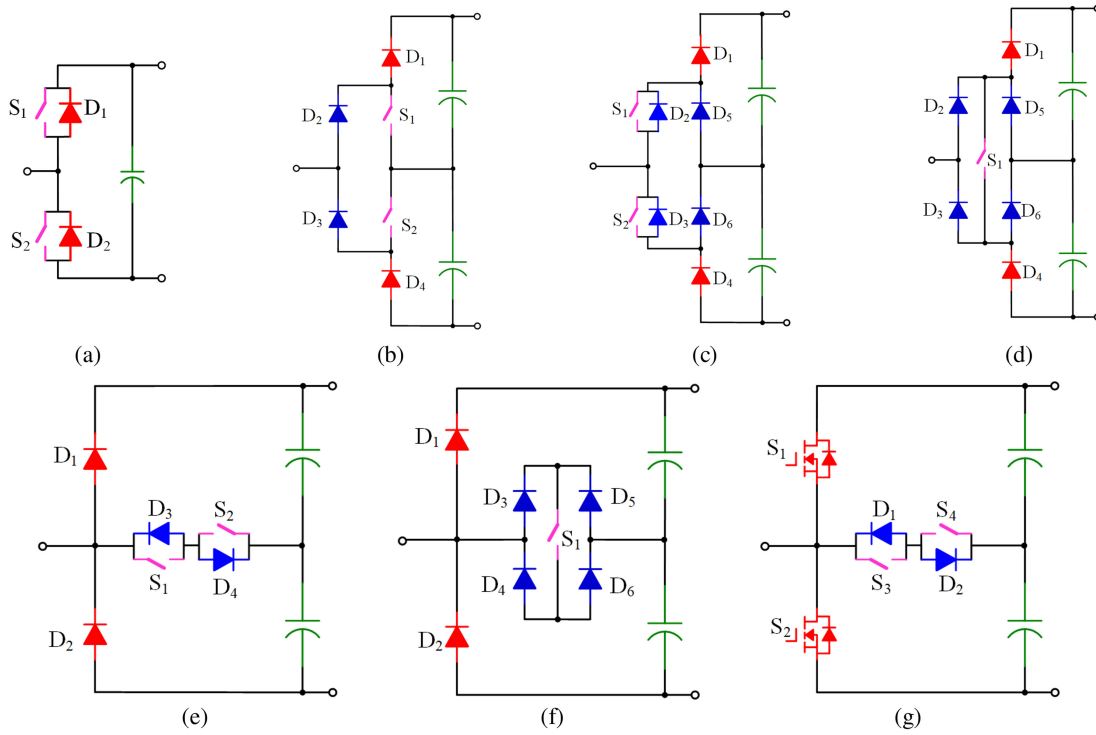 S1
D1
S2
D2
(a)
D1
D2
S1
D3
S2
D4
(b)
D1
S1
D2
D5
S2
D3
D6
D4
(c)
D1
D2
D5
S1
D3
D6
D4
(d)
D1
D3
S2
S1
D4
D2
(e)
D1
D3
D5
S1
D4
D6
D2
(f)
S1
D1
S4
S3
D2
S2
(g)